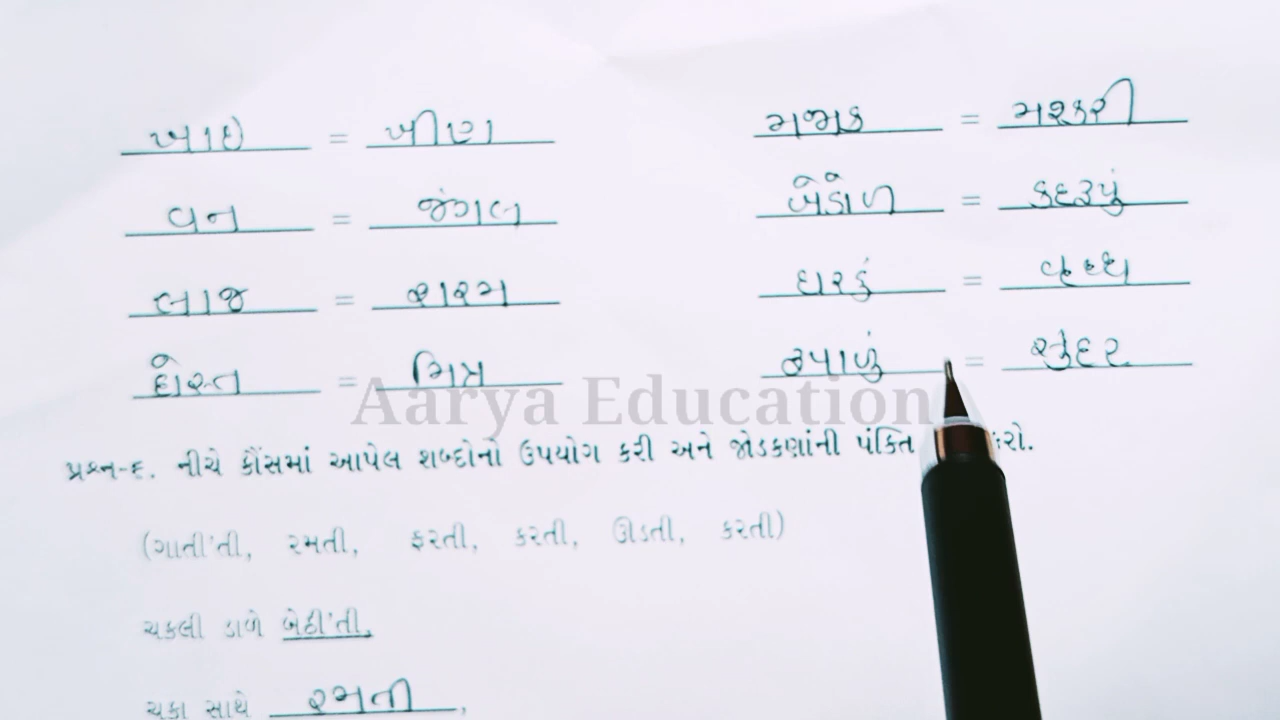 ખાઇ = ખીણ મજાક = મશ્કરી
વન = જંગલ બેડોળ = કદરૂપું
લાજ = શરમ ઘરડું = વૃધ્ધ
દોસ્ત = મિત્ર રૂપાળું = સુંદર
Aarya Education
પ્રશ્ન-૬. નીચે કૌંસમાં આપેલ શબ્દોનો ઉપયોગ કરી અને જોડકણાંની પંક્તિ કરો.
(ગાતી'તી, રમતી, ફરતી, કરતી, ઊડતી, કરતી)
ચકલી ડાળે બેઠી'તી,
ચકા સાથે રમતી,